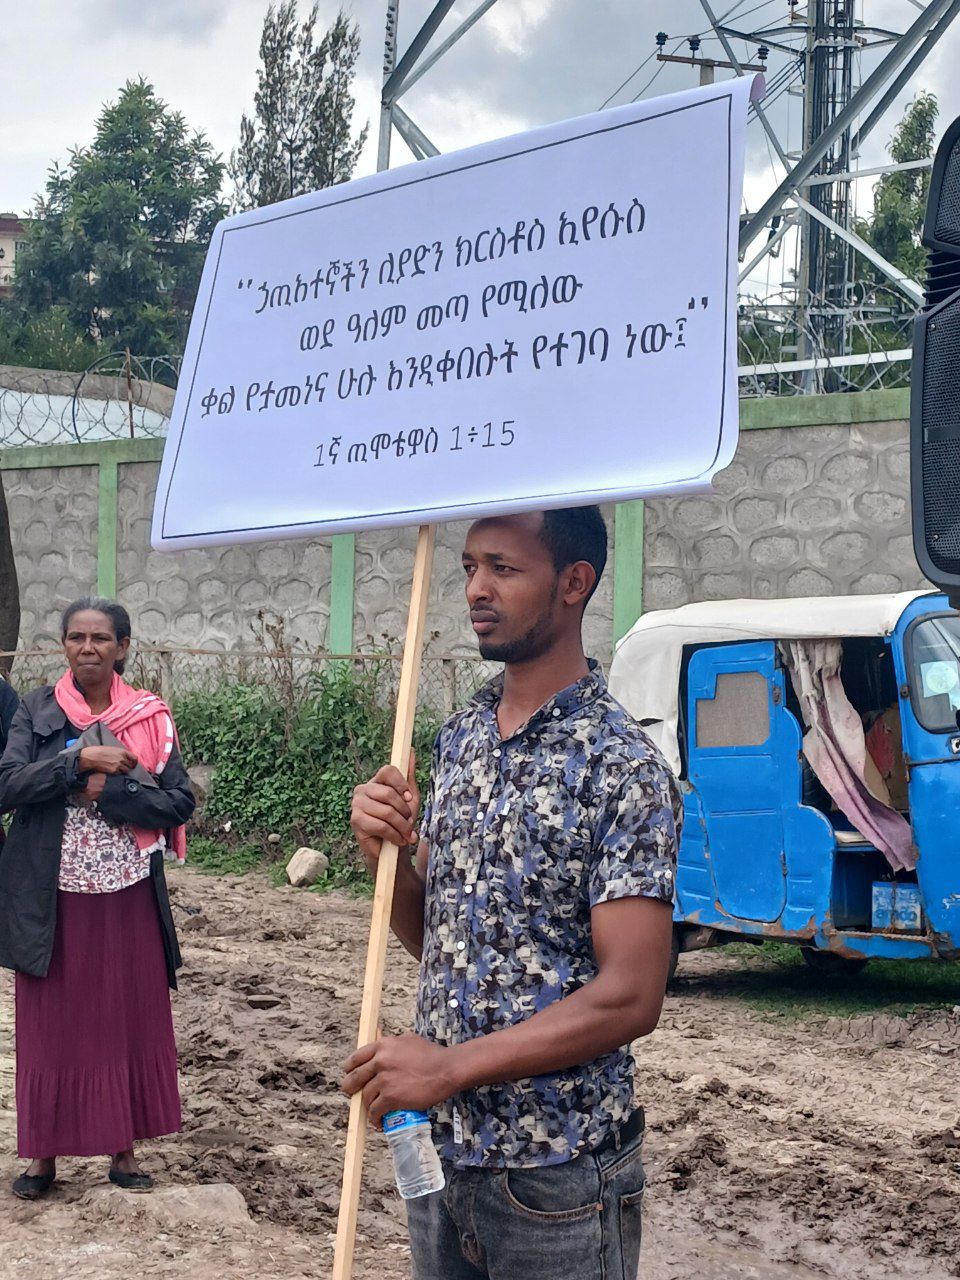 ‘‘ኃጢአተኞችን ሊያድን ክርስቶስ ኢየሱስ
ወደ ዓለም መጣ የሚለው
ቃል የታመነና ሁሉ እንዲቀበሉት የተገባ ነው፤’’
1ኛ ጢሞቴዎስ 1÷15